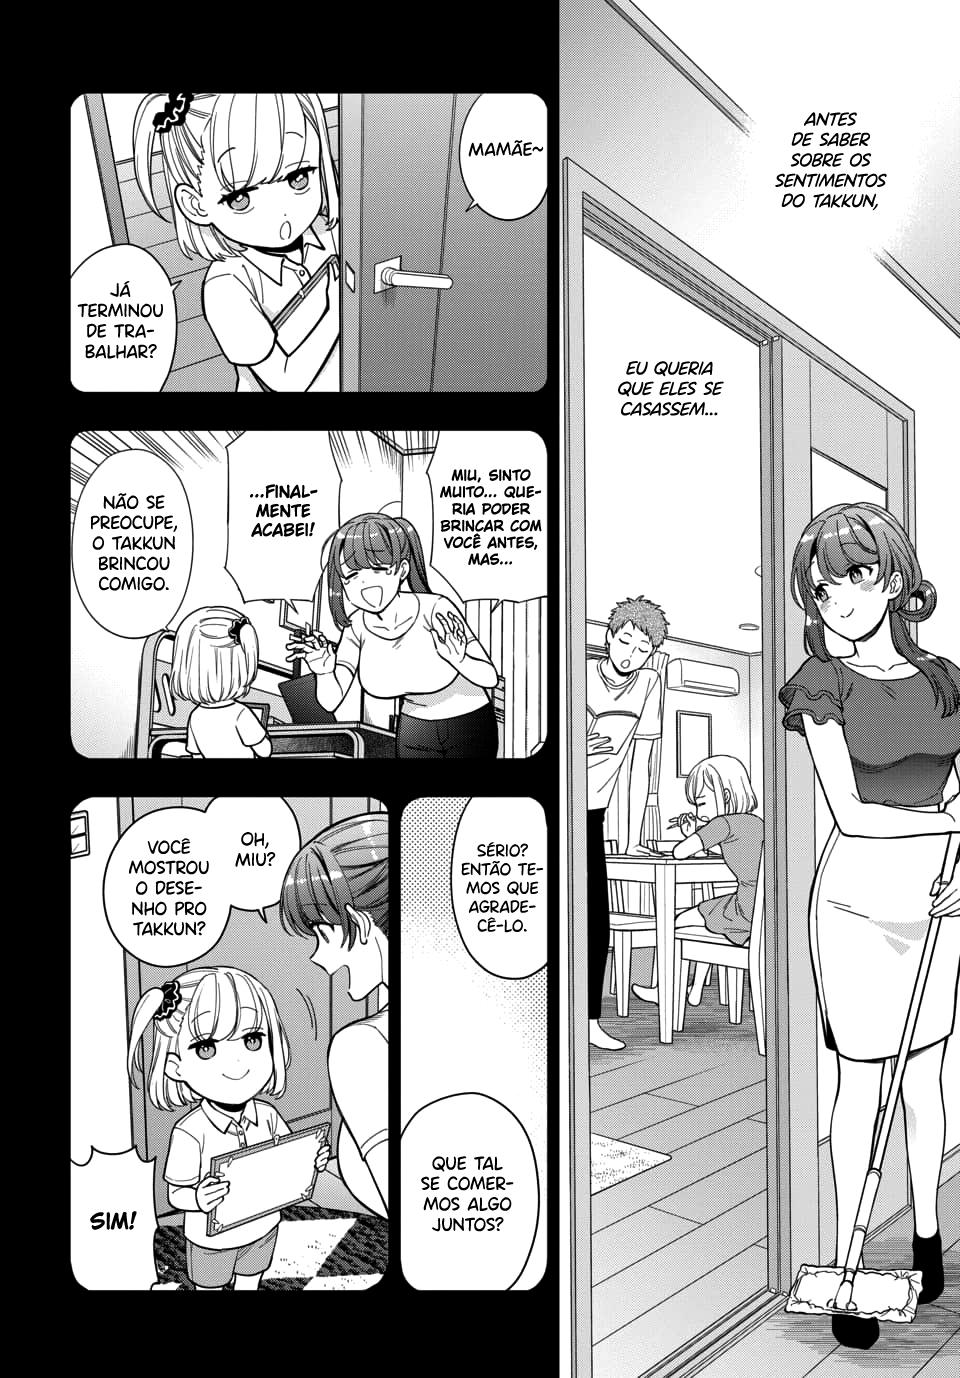 ANTES
DE SABER
SOBRE OS
SENTIMENTOS
DO TAKKUN,
EU QUERIA
QUE ELES SE
CASASSEM...
MAMÃE~
JÁ
TERMINOU
DE TRA-
BALHAR?
MIU, SINTO
MUITO... QUE-
RIA PODER
BRINCAR COM
VOCÊ ANTES,
MAS...
...FINAL-
MENTE
ACABEI!
NÃO SE
PREOCUPE,
O TAKKUN
BRINCOU
COMIGO.
SÉRIO?
ENTÃO TE-
MOS QUE
AGRADE-
CÊ-LO.
QUE TAL
SE COMER-
MOS ALGO
JUNTOS?
OH,
MIU?
VOCÊ
MOSTROU
O DESE-
NHO PRO
TAKKUN?
SIM!